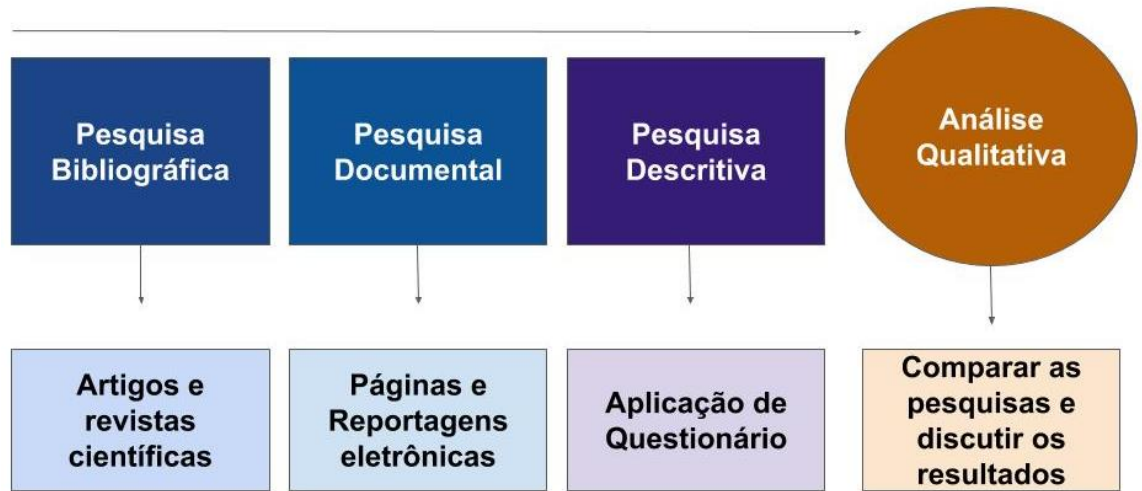 Pesquisa
Bibliográfica
Pesquisa
Documental
Pesquisa
Descritiva
Análise
Qualitativa
Artigos e
revistas
científicas
Páginas e
Reportagens
eletrônicas
Aplicação de
Questionário
Comparar as
pesquisas e
discutir os
resultados